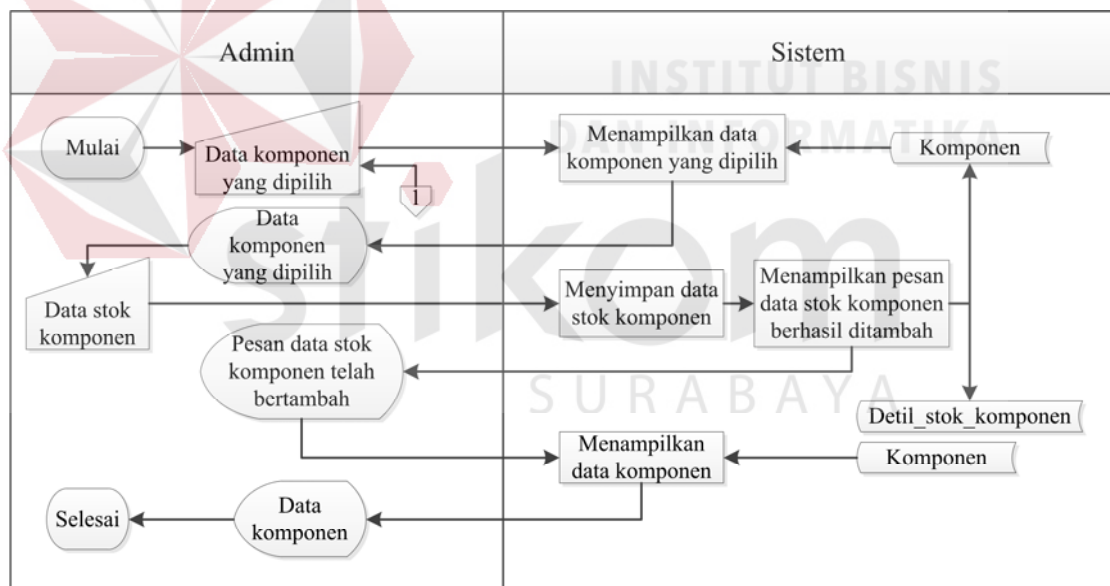 Admin
Sistem
INSTITUT BISNIS
DAN INFORMATIKA
stikom
SURABAYA
Mulai
Data komponen
yang dipilih
1
Menampilkan data
komponen yang dipilih
Komponen
Data
komponen
yang dipilih
Data stok
komponen
Menyimpan data
stok komponen
Menampilkan pesan
data stok komponen
berhasil ditambah
Pesan data stok
komponen telah
bertambah
Detil_stok_komponen
Menampilkan
data komponen
Komponen
Data
komponen
Selesai